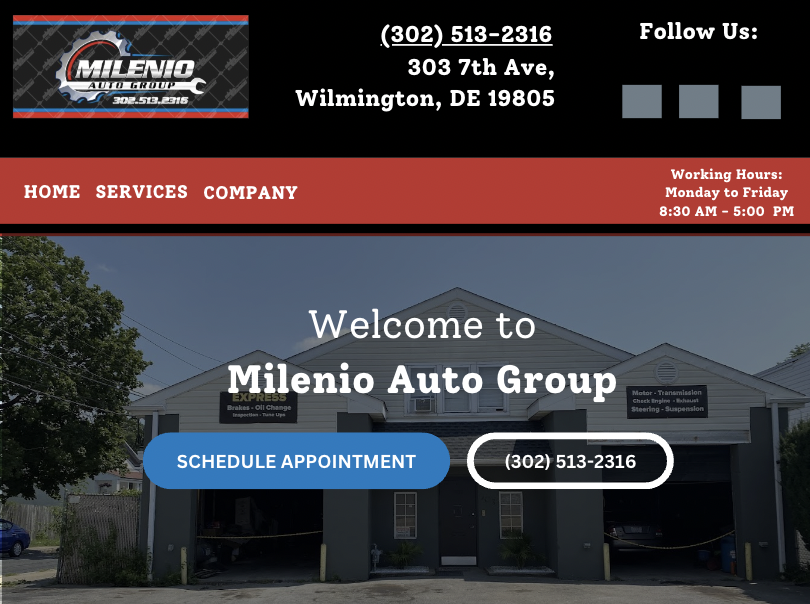 MILENIO
AUTO GROUP
302.513.2316
(302) 513-2316
303 7th Ave,
Wilmington, DE 19805
Follow Us:
HOME SERVICES COMPANY
Working Hours:
Monday to Friday
8:30 AM - 5:00 PM
Welcome to
Milenio Auto Group
EXPRESS
Brakes - Oil Change
Inspection - Tune Ups
Motor - Transmission
Check Engine - Exhaust
Steering - Suspension
SCHEDULE APPOINTMENT
(302) 513-2316